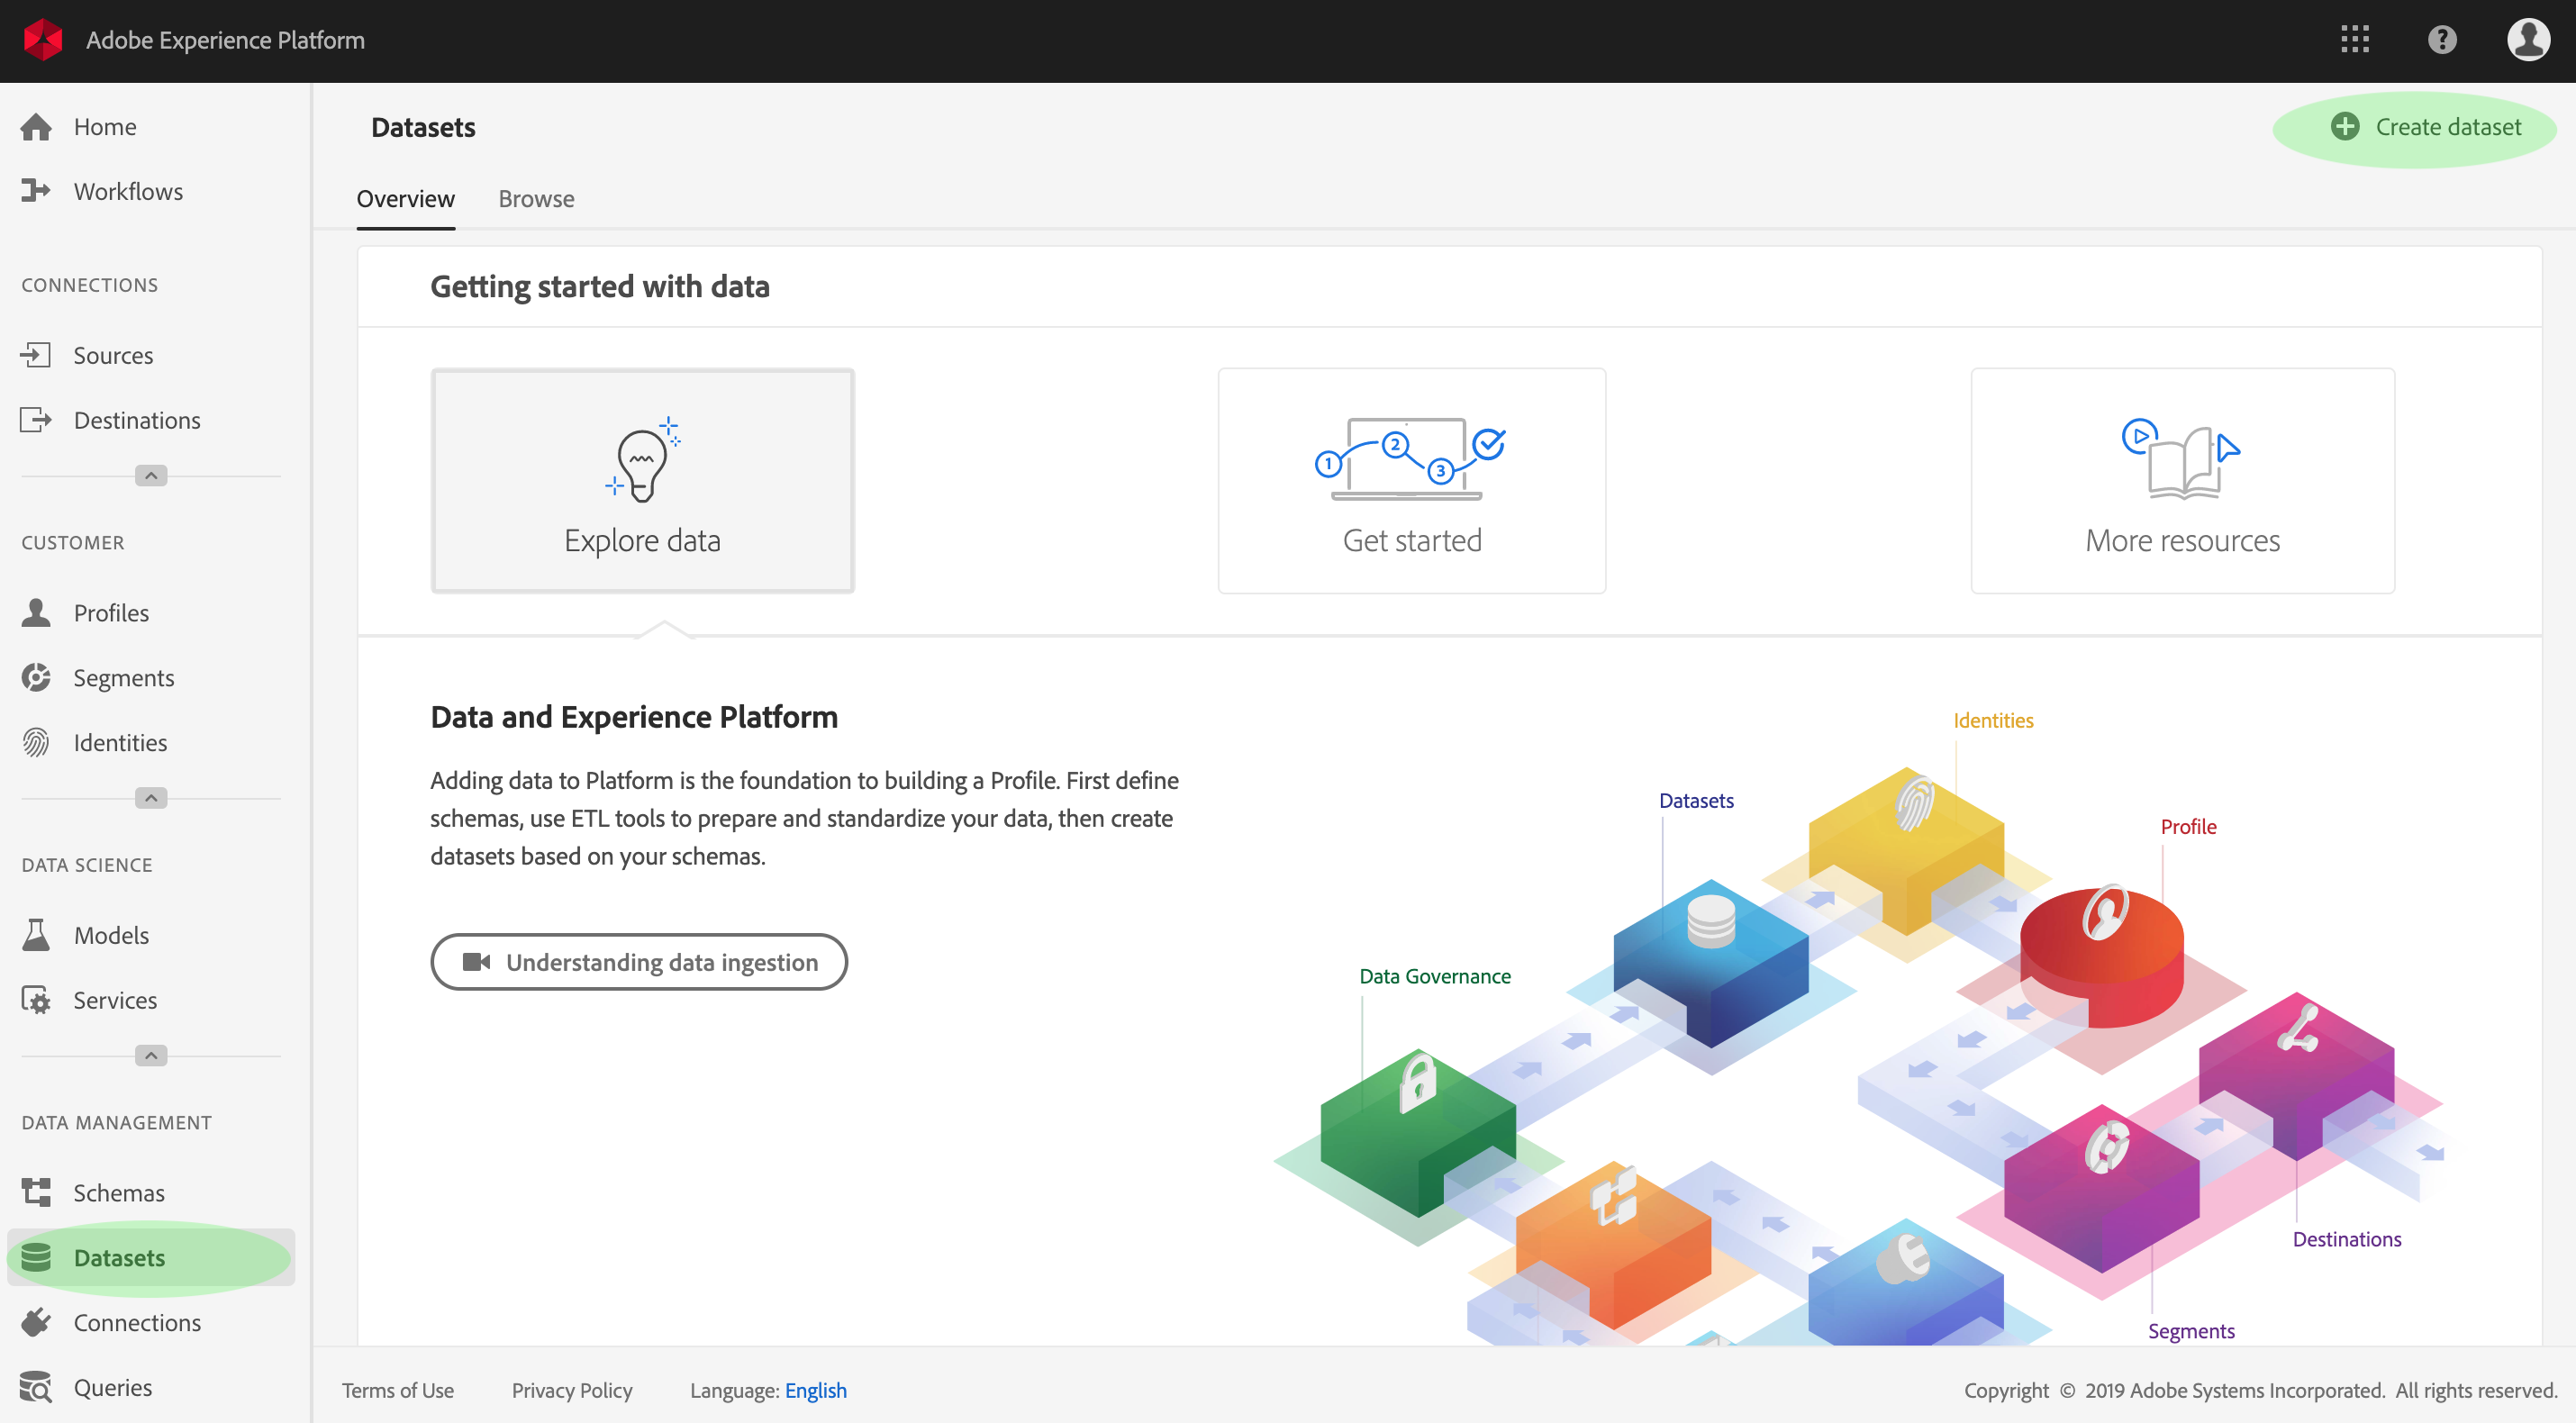 Adobe Experience Platform
Home
Workflows
CONNECTIONS
Sources
Destinations
CUSTOMER
Profiles
Segments
Identities
DATA SCIENCE
Models
Services
DATA MANAGEMENT
Schemas
Datasets
Connections
Queries
Datasets
Create dataset
Overview Browse
Getting started with data
1 2 3
Explore data
Get started
More resources
Data and Experience Platform
Adding data to Platform is the foundation to building a Profile. First define
schemas, use ETL tools to prepare and standardize your data, then create
datasets based on your schemas.
Understanding data ingestion
Identities
Datasets
Profile
Data Governance
Destinations
Segments
Terms of Use Privacy Policy Language: English
Copyright © 2019 Adobe Systems Incorporated. All rights reserved.